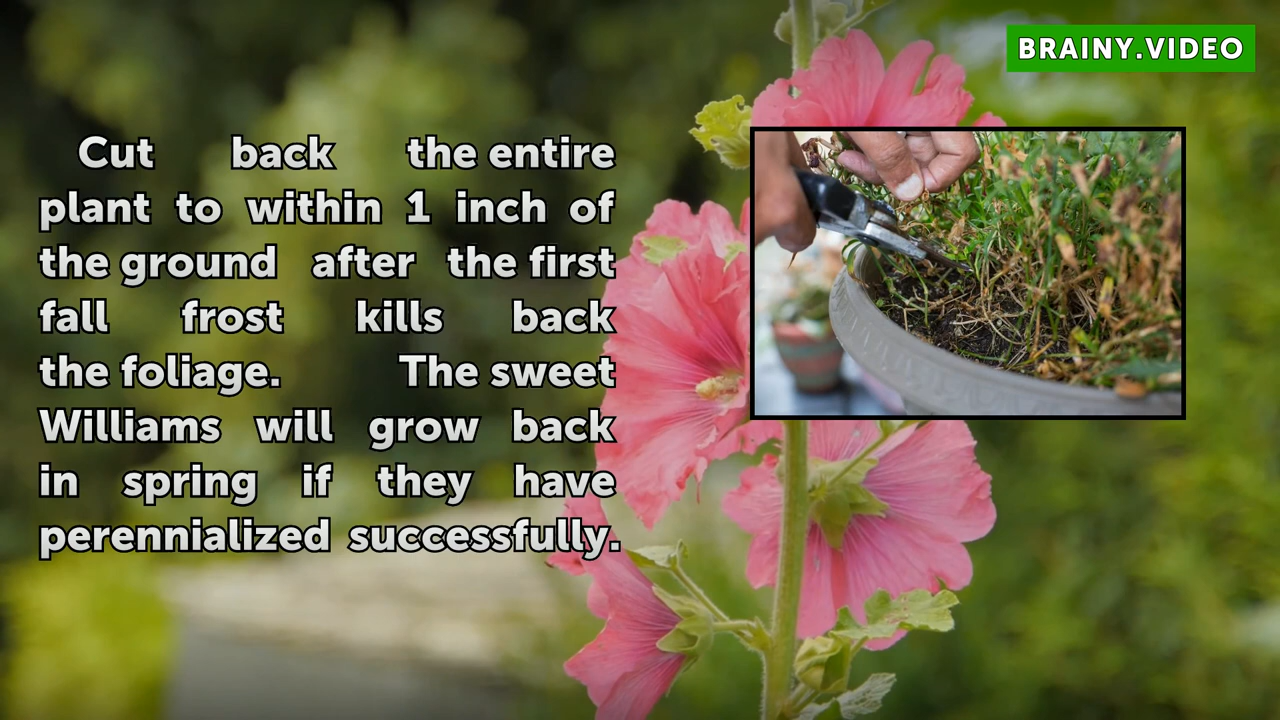 BRAINY.VIDEO
Cut back the entire
plant to within 1 inch of
the ground after the first
fall frost kills back
the foliage. The sweet
Williams will grow back
in spring if they have
perennialized successfully.